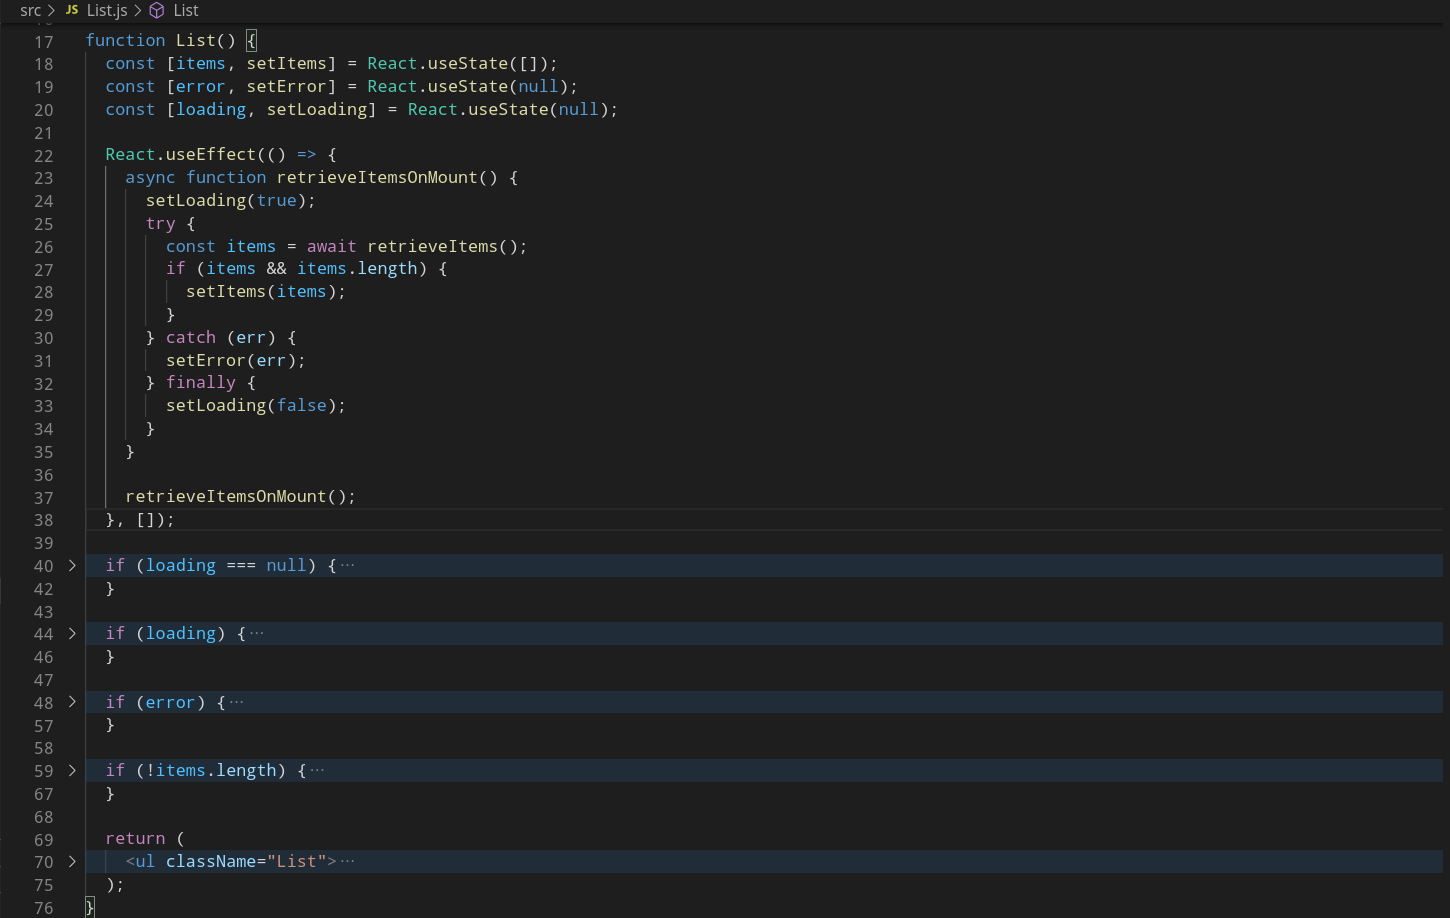 src > JS List.js > List
17 function List() {
18   const [items, setItems] = React.useState([]);
19   const [error, setError] = React.useState(null);
20   const [loading, setLoading] = React.useState(null);
21
22   React.useEffect(() => {
23     async function retrieveItemsOnMount() {
24       setLoading(true);
25       try {
26         const items = await retrieveItems();
27         if (items && items.length) {
28           setItems(items);
29         }
30       } catch (err) {
31         setError(err);
32       } finally {
33         setLoading(false);
34       }
35     }
36
37     retrieveItemsOnMount();
38   }, []);
39
40 >   if (loading === null) {···
42   }
43
44 >   if (loading) {···
46   }
47
48 >   if (error) {···
57   }
58
59 >   if (!items.length) {···
67   }
68
69   return (
70 >     <ul className="List">···
75   );
76 }